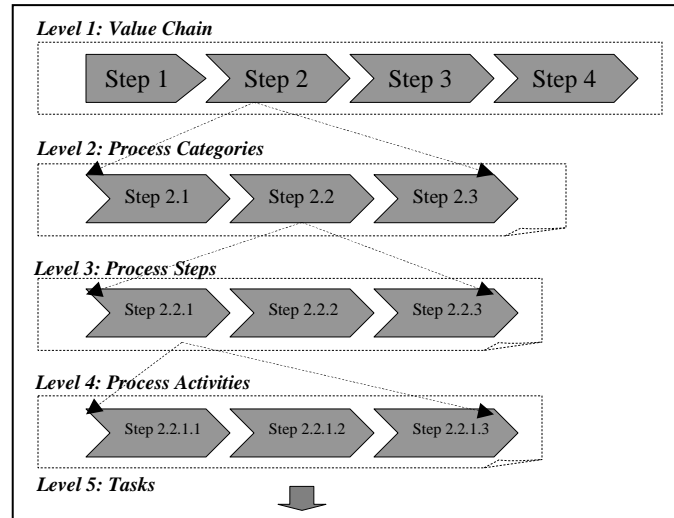 Level 1: Value Chain
Step 1 Step 2 Step 3 Step 4
Level 2: Process Categories
Step 2.1 Step 2.2 Step 2.3
Level 3: Process Steps
Step 2.2.1 Step 2.2.2 Step 2.2.3
Level 4: Process Activities
Step 2.2.1.1 Step 2.2.1.2 Step 2.2.1.3
Level 5: Tasks